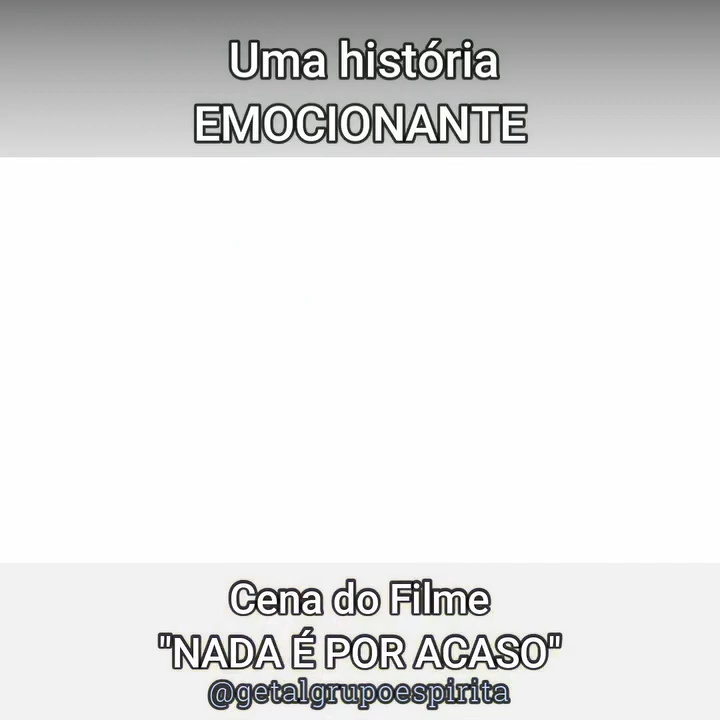 Uma história
EMOCIONANTE
Cena do Filme
"NADA É POR ACASO"
@getalgrupoespirita